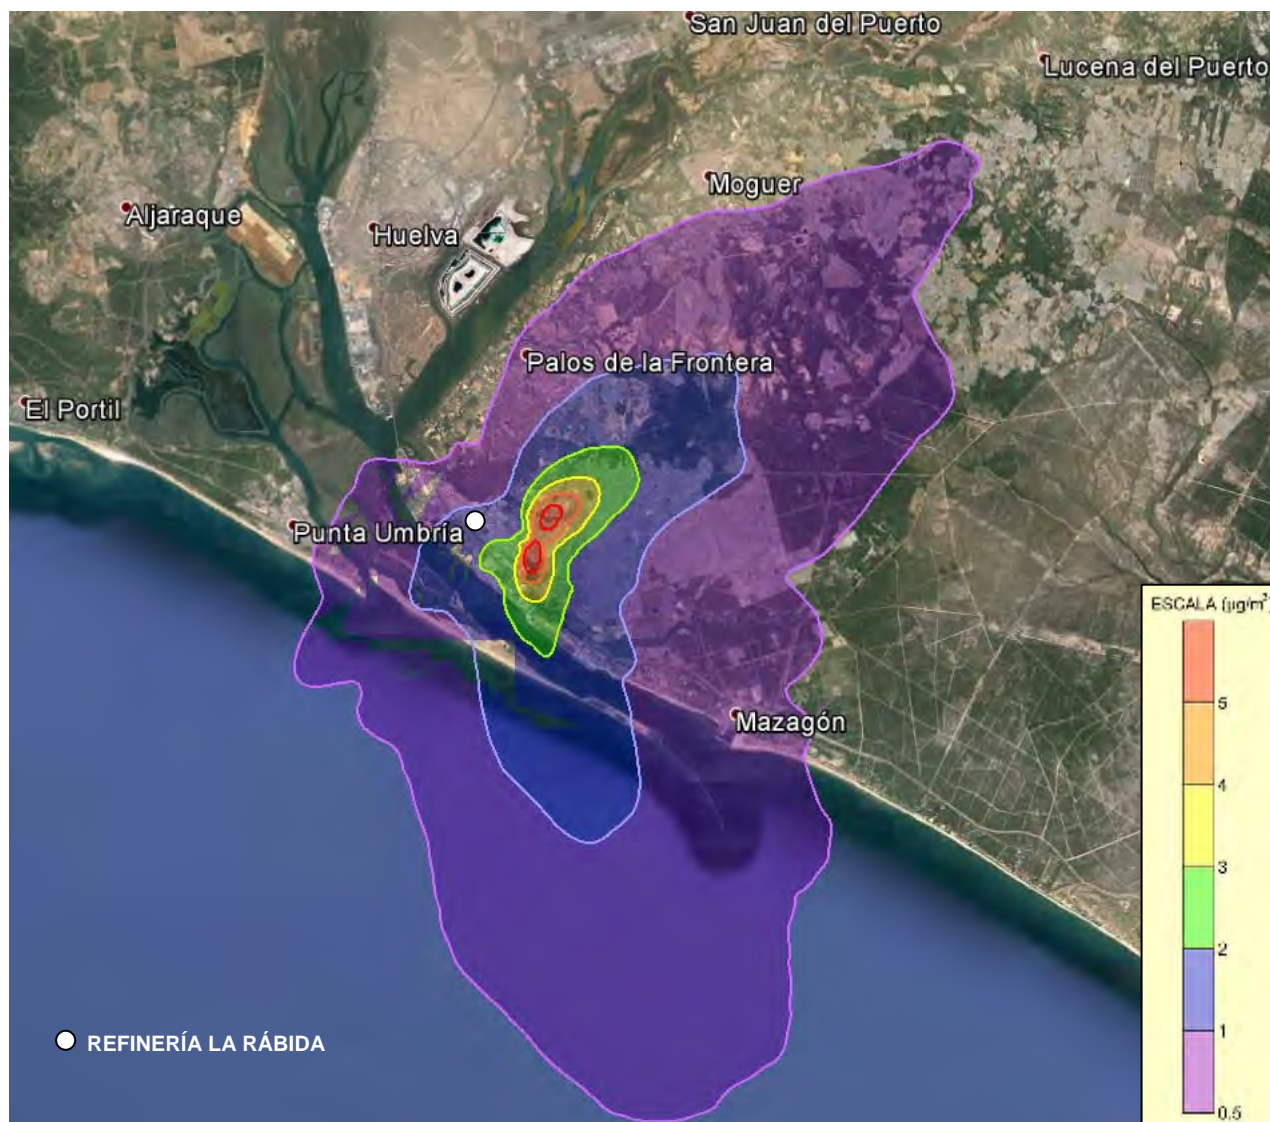 San Juan del Puerto
Lucena del Puerto
Moguer
Aljaraque
Huelva
Palos de la Frontera
El Portil
Punta Umbría
Mazagón
ESCALA (µg/m³)
5
4
3
2
1
0.5
REFINERÍA LA RÁBIDA